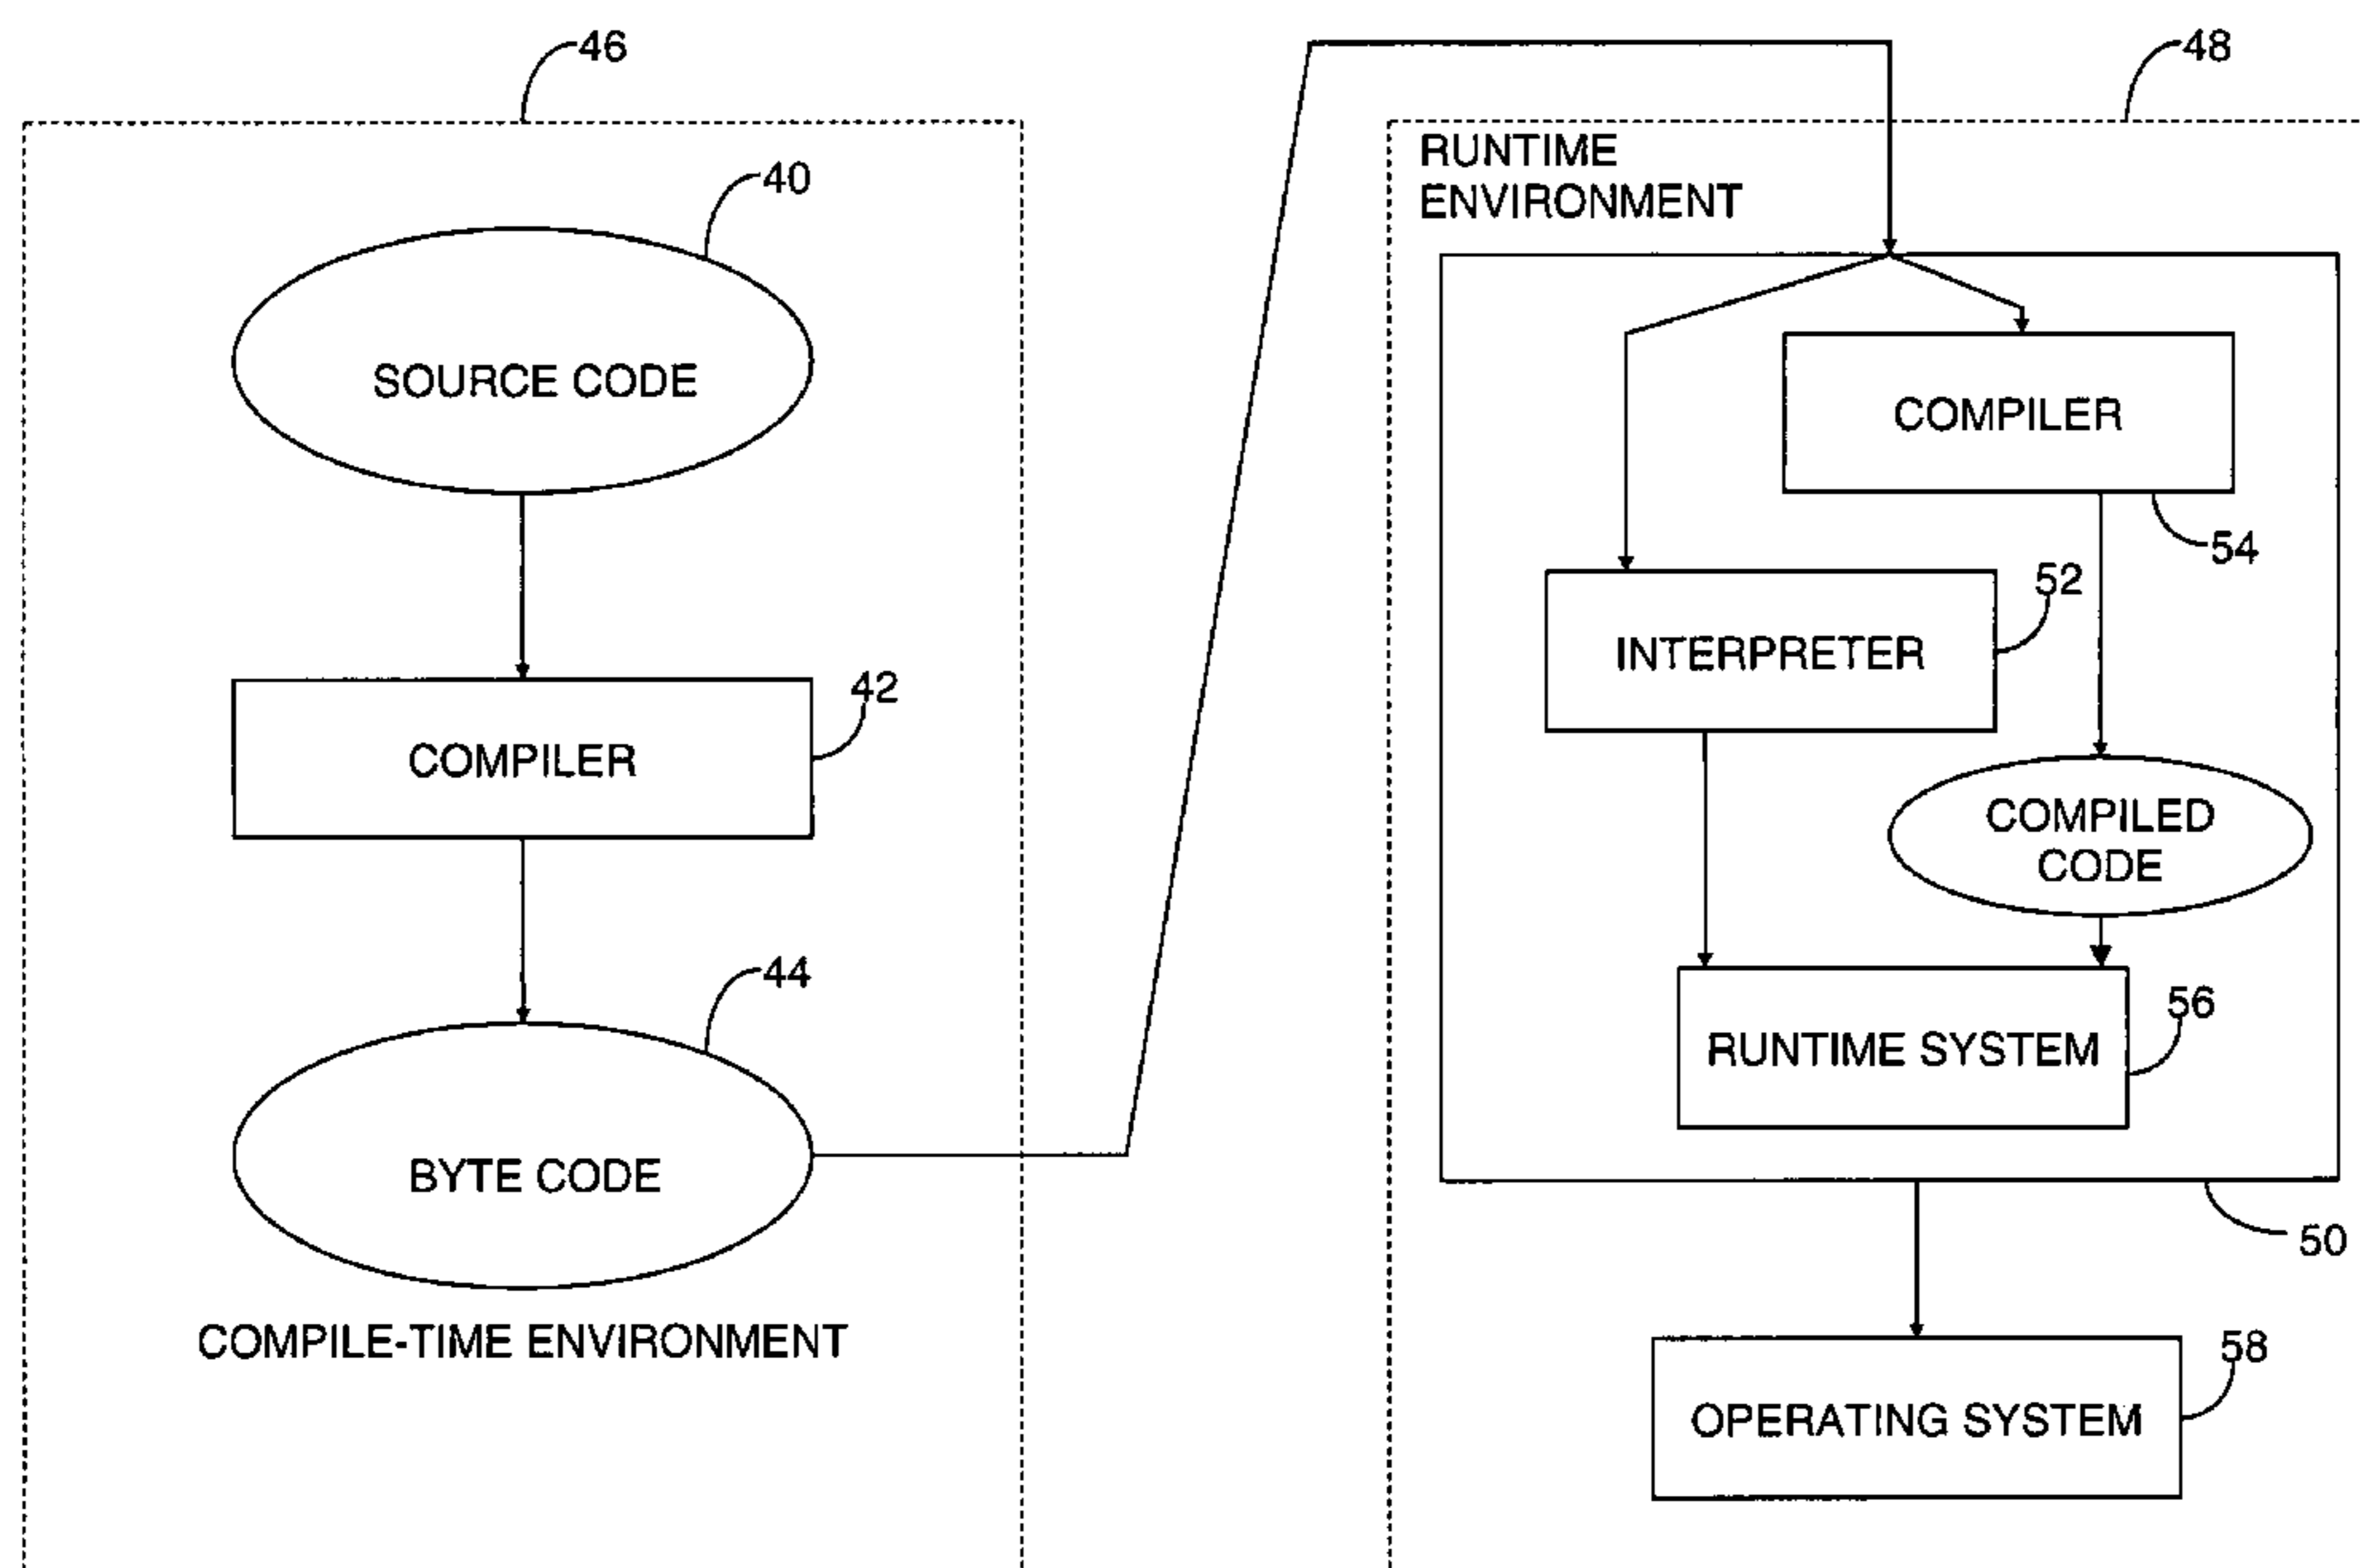 46
40
SOURCE CODE
42
COMPILER
44
BYTE CODE
COMPILE-TIME ENVIRONMENT
48
RUNTIME
ENVIRONMENT
COMPILER
54
52
INTERPRETER
COMPILED
CODE
56
RUNTIME SYSTEM
50
58
OPERATING SYSTEM